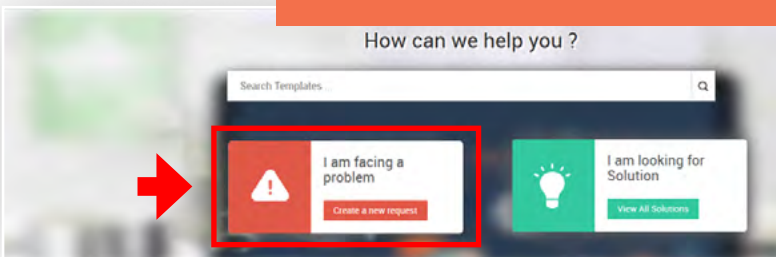 How can we help you ?
Search Templates
I am facing a
problem
Create a new request
I am looking for
Solution
View All Solutions